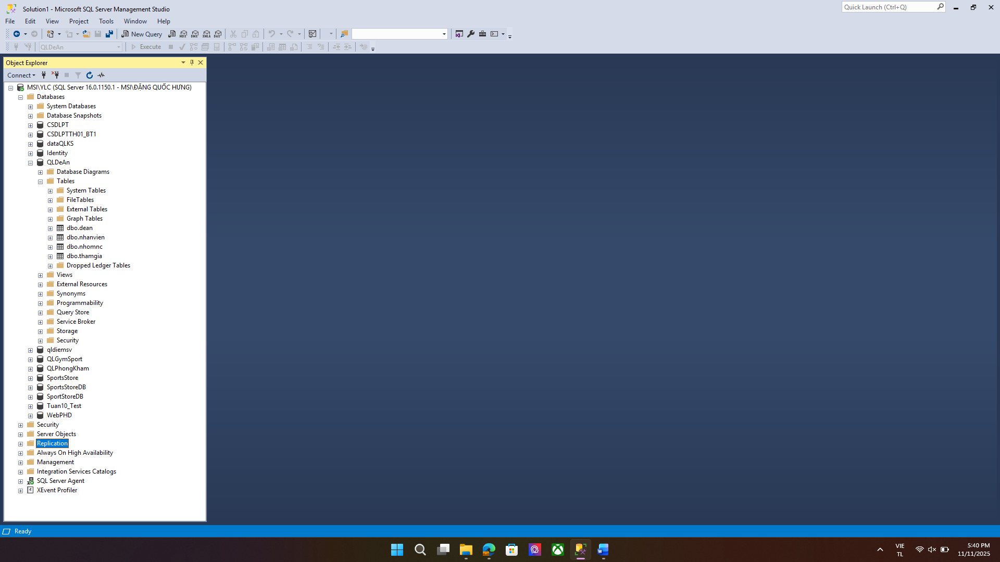 Solution1 - Microsoft SQL Server Management Studio
Quick Launch (Ctrl+Q)
File Edit View Project Tools Window Help
New Query
MDX DMX XMLA DAX
QLDeAn
Execute
Object Explorer
Connect
MSI\YLC (SQL Server 16.0.1150.1 - MSI\ĐẶNG QUỐC HƯNG)
Databases
System Databases
Database Snapshots
CSDLPT
CSDLPTTH01_BT1
dataQLKS
Identity
QLDeAn
Database Diagrams
Tables
System Tables
FileTables
External Tables
Graph Tables
dbo.dean
dbo.nhanvien
dbo.nhomnc
dbo.thamgia
Dropped Ledger Tables
Views
External Resources
Synonyms
Programmability
Query Store
Service Broker
Storage
Security
qldiemsv
QLGymSport
QLPhongKham
SportsStore
SportsStoreDB
SportStoreDB
Tuan10_Test
WebPHD
Security
Server Objects
Replication
Always On High Availability
Management
Integration Services Catalogs
SQL Server Agent
XEvent Profiler
Ready
VIE
TL
5:40 PM
11/11/2025